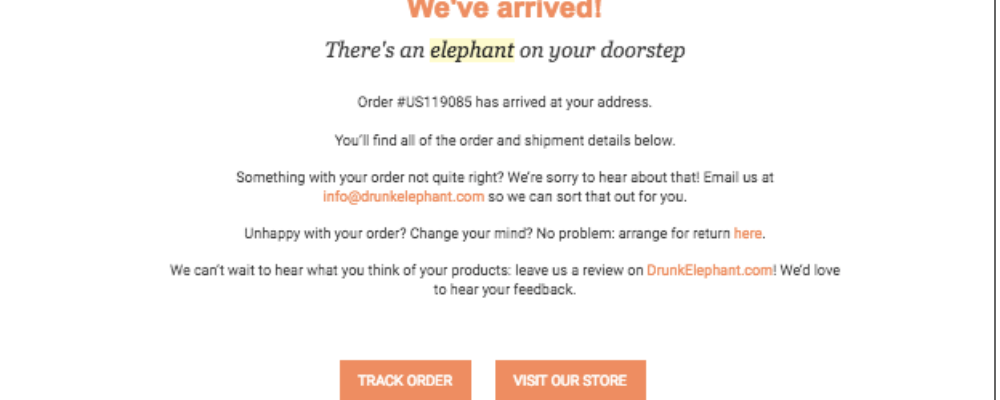 We've arrived!
There's an elephant on your doorstep
Order #US119085 has arrived at your address.
You'll find all of the order and shipment details below.
Something with your order not quite right? We're sorry to hear about that! Email us at
info@drunkelephant.com so we can sort that out for you.
Unhappy with your order? Change your mind? No problem: arrange for return here.
We can't wait to hear what you think of your products: leave us a review on DrunkElephant.com! We'd love
to hear your feedback.
TRACK ORDER VISIT OUR STORE